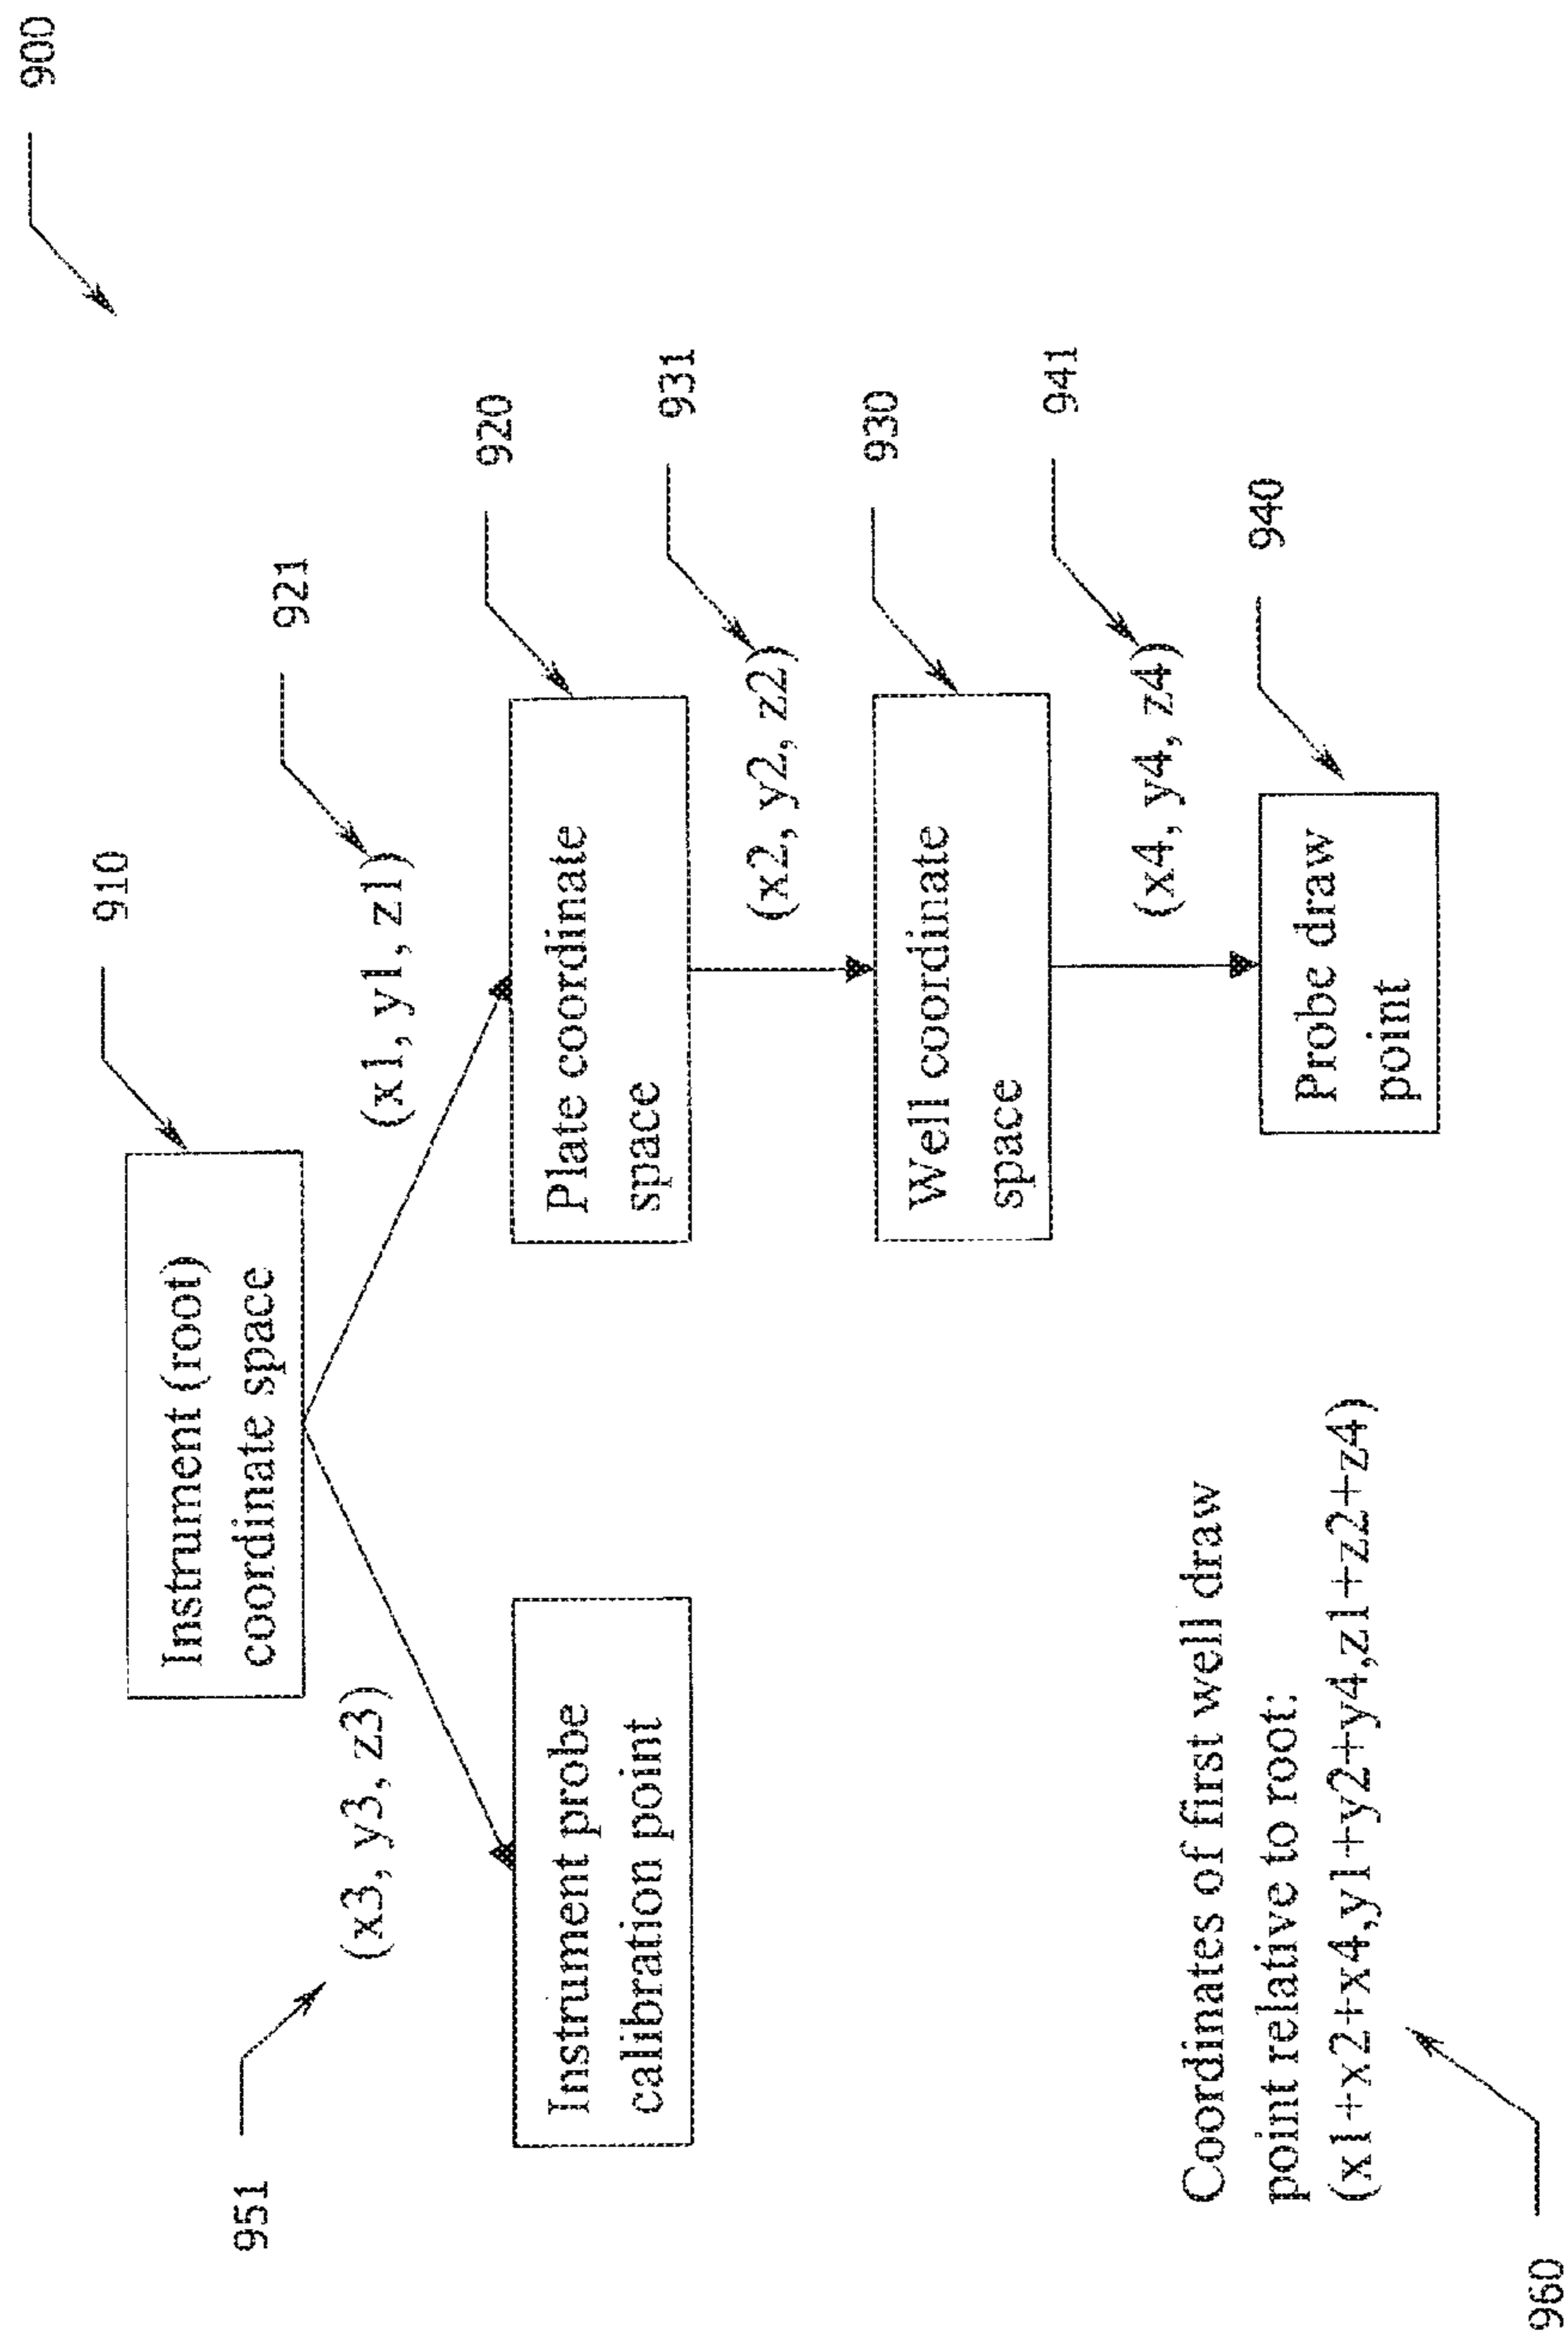 900
910
Instrument (root)
coordinate space
921
(x1, y1, z1)
951
(x3, y3, z3)
920
Plate coordinate
space
Instrument probe
calibration point
931
(x2, y2, z2)
930
Well coordinate
space
941
(x4, y4, z4)
940
Probe draw
point
Coordinates of first well draw
point relative to root:
(x1+x2+x4,y1+y2+y4,z1+z2+z4)
960